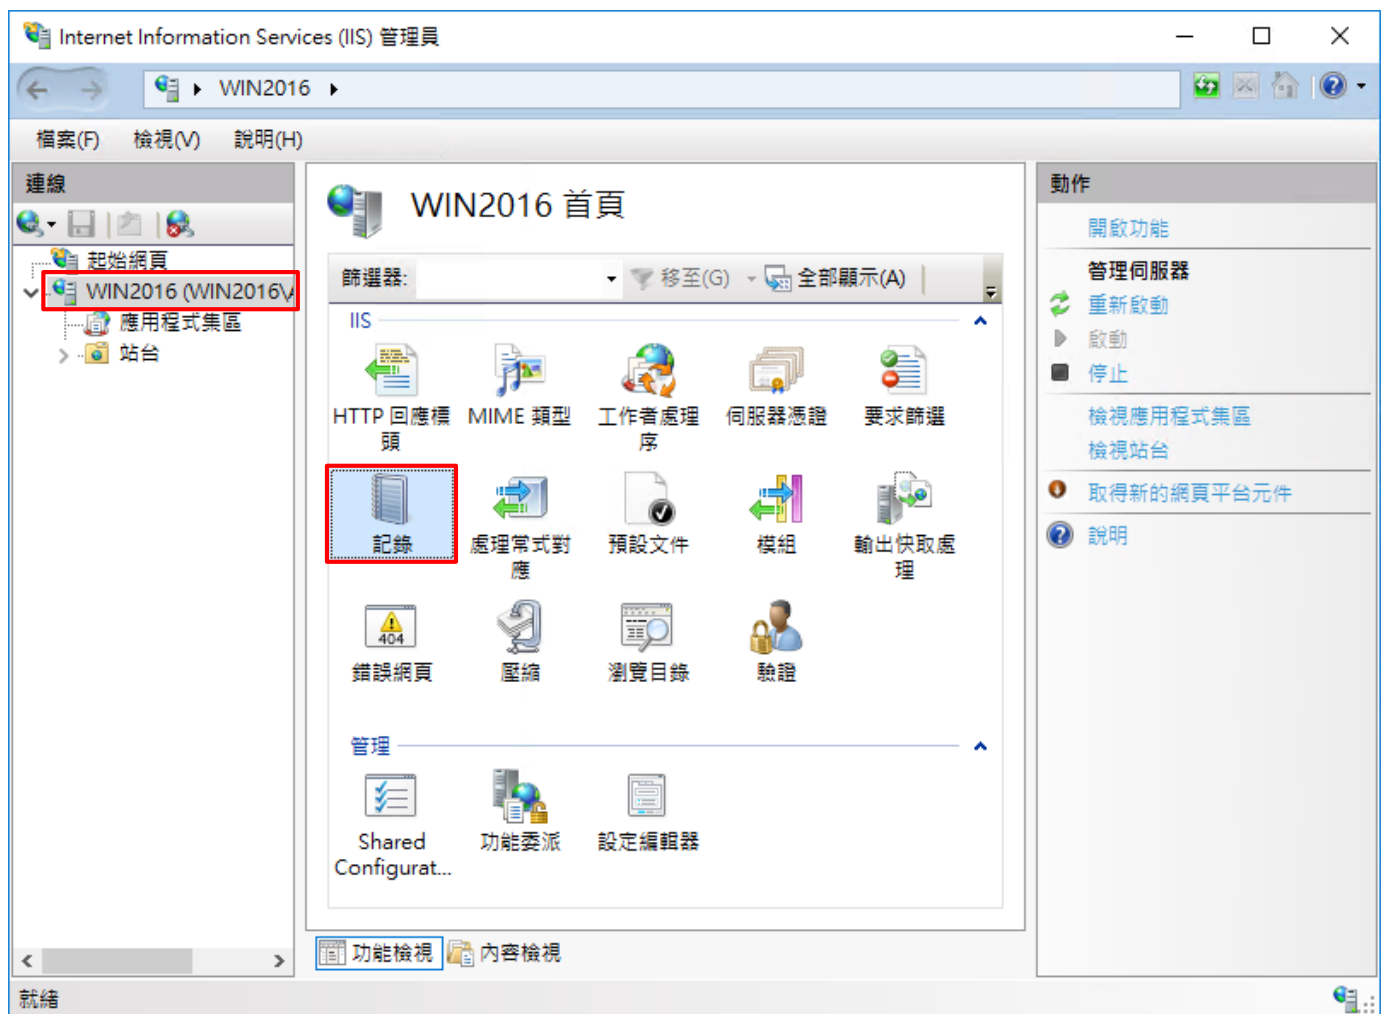 Internet Information Services (IIS) 管理員
WIN2016
檔案(F) 檢視(V) 說明(H)
連線
起始網頁
WIN2016 (WIN2016\
應用程式集區
站台
WIN2016 首頁
篩選器:
移至(G)
全部顯示(A)
IIS
HTTP 回應標
頭
MIME 類型
工作者處理
序
伺服器憑證
要求篩選
記錄
處理常式對
應
預設文件
模組
輸出快取處
理
404
錯誤網頁
壓縮
瀏覽目錄
驗證
管理
Shared
Configurat...
功能委派
設定編輯器
功能檢視
內容檢視
動作
開啟功能
管理伺服器
重新啟動
啟動
停止
檢視應用程式集區
檢視站台
取得新的網頁平台元件
說明
就緒